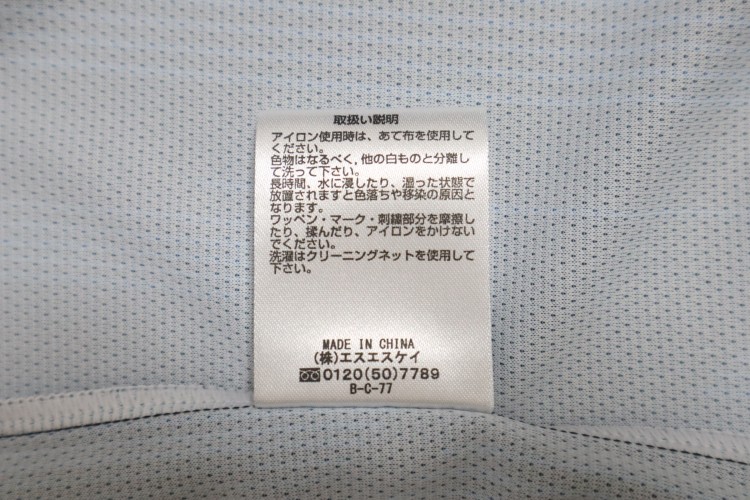 取扱い説明
アイロン使用時は、あて布を使用して
ください。
色物はなるべく,他の白ものと分離し
て洗って下さい。
長時間、水に浸したり、湿った状態で
放置されますと色落ちや移染の原因と
なります。
ワッペン・マーク・刺繍部分を摩擦し
たり、揉んだり、アイロンをかけない
でください。
洗濯はクリーニングネットを使用して
下さい。
MADE IN CHINA
(株)エスエスケイ
0120(50)7789
B-C-77